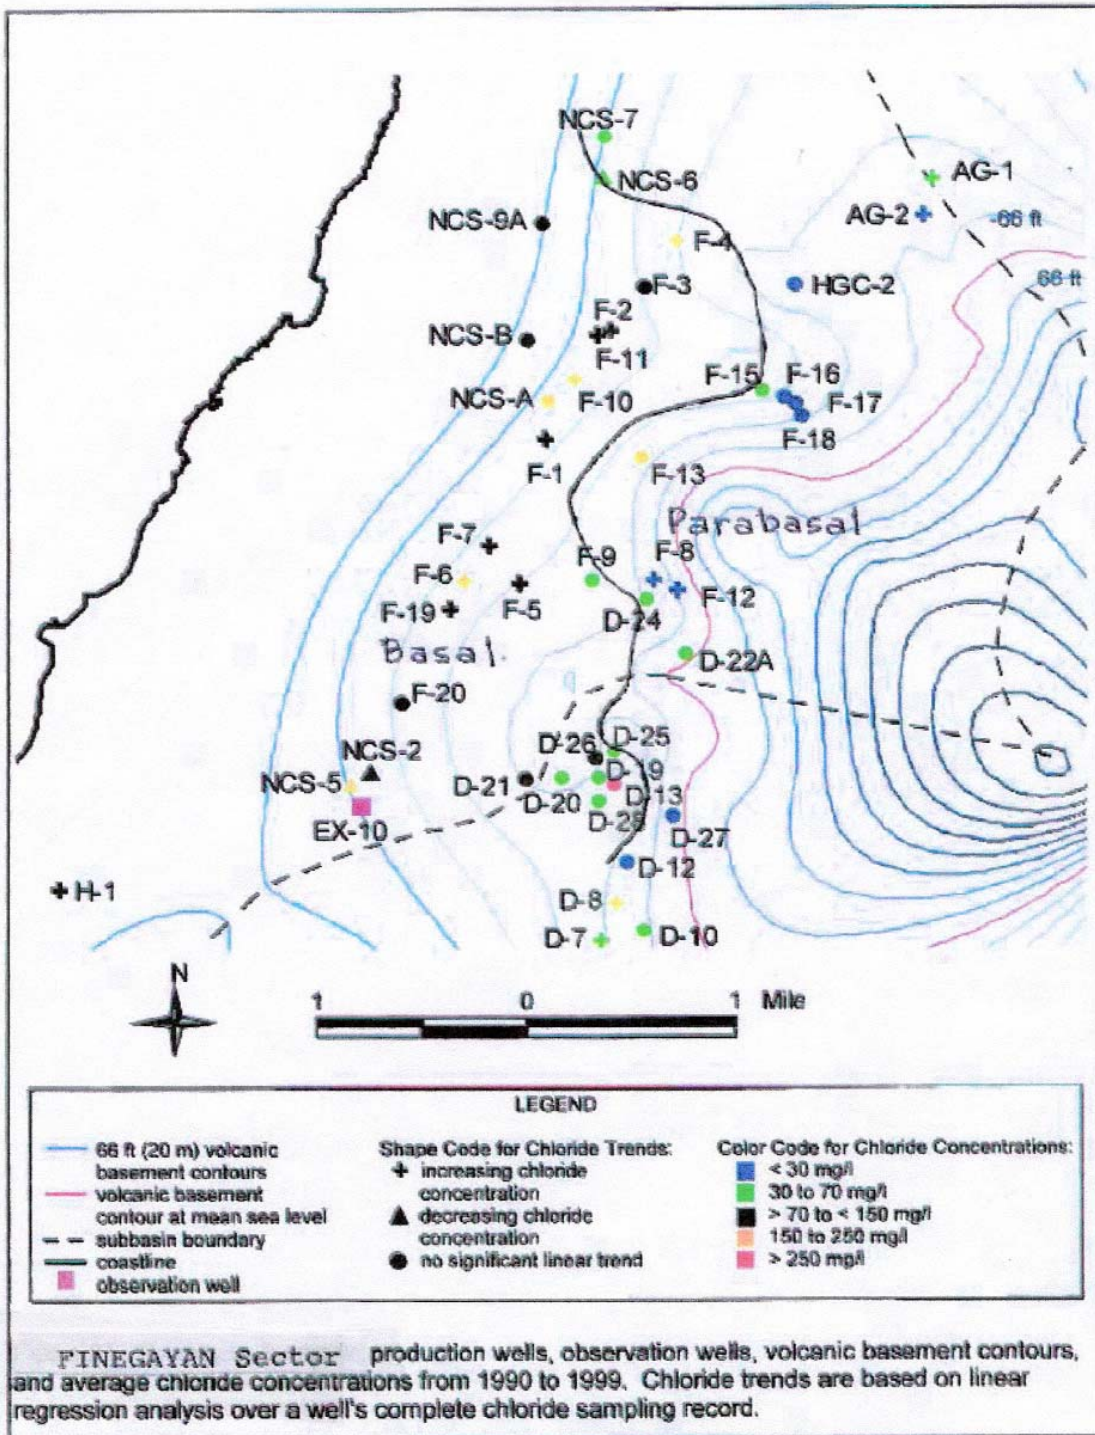 NCS-7
NCS-6
AG-1
NCS-9A
AG-2
-66 ft
F-4
F-3
HGC-2
66 ft
F-2
NCS-B
F-11
F-15
F-16
NCS-A
F-10
F-17
F-18
F-1
F-13
Parabasal
F-7
F-9
F-8
F-6
F-5
F-12
F-19
D-24
Basal.
D-22A
F-20
D-26
D-25
NCS-2
NCS-5
D-21
D-19
D-20
D-13
D-28
EX-10
D-27
D-12
H-1
D-8
D-7
D-10
N
1 0 1 Mile
LEGEND
66 ft (20 m) volcanic
basement contours
volcanic basement
contour at mean sea level
subbasin boundary
coastline
observation well
Shape Code for Chloride Trends:
increasing chloride
concentration
decreasing chloride
concentration
no significant linear trend
Color Code for Chloride Concentrations:
< 30 mg/l
30 to 70 mg/l
> 70 to < 150 mg/l
150 to 250 mg/l
> 250 mg/l
FINEGAYAN Sector production wells, observation wells, volcanic basement contours,
and average chloride concentrations from 1990 to 1999. Chloride trends are based on linear
regression analysis over a well's complete chloride sampling record.